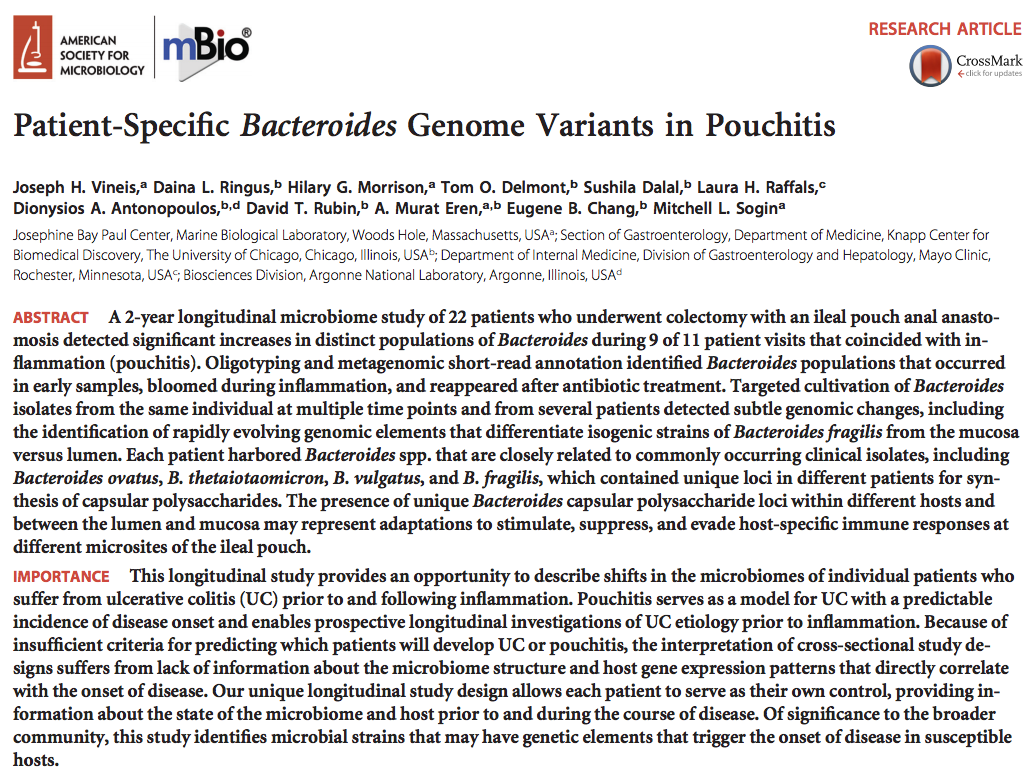 AMERICAN
SOCIETY FOR
MICROBIOLOGY
mBio®
RESEARCH ARTICLE
CrossMark
click for updates
Patient-Specific Bacteroides Genome Variants in Pouchitis
Joseph H. Vineis,a Daina L. Ringus,b Hilary G. Morrison,a Tom O. Delmont,b Sushila Dalal,b Laura H. Raffals,c
Dionysios A. Antonopoulos,b,d David T. Rubin,b A. Murat Eren,a,b Eugene B. Chang,b Mitchell L. Sogina
Josephine Bay Paul Center, Marine Biological Laboratory, Woods Hole, Massachusetts, USAa; Section of Gastroenterology, Department of Medicine, Knapp Center for
Biomedical Discovery, The University of Chicago, Chicago, Illinois, USAb; Department of Internal Medicine, Division of Gastroenterology and Hepatology, Mayo Clinic,
Rochester, Minnesota, USAc; Biosciences Division, Argonne National Laboratory, Argonne, Illinois, USAd
ABSTRACT A 2-year longitudinal microbiome study of 22 patients who underwent colectomy with an ileal pouch anal anasto-
mosis detected significant increases in distinct populations of Bacteroides during 9 of 11 patient visits that coincided with in-
flammation (pouchitis). Oligotyping and metagenomic short-read annotation identified Bacteroides populations that occurred
in early samples, bloomed during inflammation, and reappeared after antibiotic treatment. Targeted cultivation of Bacteroides
isolates from the same individual at multiple time points and from several patients detected subtle genomic changes, including
the identification of rapidly evolving genomic elements that differentiate isogenic strains of Bacteroides fragilis from the mucosa
versus lumen. Each patient harbored Bacteroides spp. that are closely related to commonly occurring clinical isolates, including
Bacteroides ovatus, B. thetaiotaomicron, B. vulgatus, and B. fragilis, which contained unique loci in different patients for syn-
thesis of capsular polysaccharides. The presence of unique Bacteroides capsular polysaccharide loci within different hosts and
between the lumen and mucosa may represent adaptations to stimulate, suppress, and evade host-specific immune responses at
different microsites of the ileal pouch.
IMPORTANCE This longitudinal study provides an opportunity to describe shifts in the microbiomes of individual patients who
suffer from ulcerative colitis (UC) prior to and following inflammation. Pouchitis serves as a model for UC with a predictable
incidence of disease onset and enables prospective longitudinal investigations of UC etiology prior to inflammation. Because of
insufficient criteria for predicting which patients will develop UC or pouchitis, the interpretation of cross-sectional study de-
signs suffers from lack of information about the microbiome structure and host gene expression patterns that directly correlate
with the onset of disease. Our unique longitudinal study design allows each patient to serve as their own control, providing in-
formation about the state of the microbiome and host prior to and during the course of disease. Of significance to the broader
community, this study identifies microbial strains that may have genetic elements that trigger the onset of disease in susceptible
hosts.